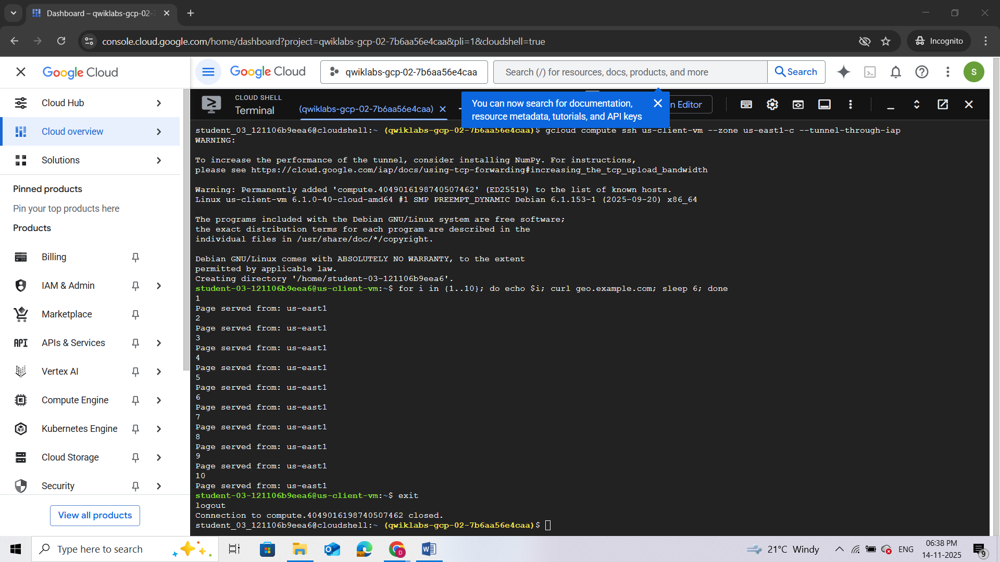 Dashboard – qwiklabs-gcp-02-
console.cloud.google.com/home/dashboard?project=qwiklabs-gcp-02-7b6aa56e4caa&pli=1&cloudshell=true
Incognito
Google Cloud
Google Cloud
qwiklabs-gcp-02-7b6aa56e4caa
Search (/) for resources, docs, products, and more
Search
S
Cloud Hub
Cloud overview
Solutions
Pinned products
Pin your top products here
Products
Billing
IAM & Admin
Marketplace
API APIs & Services
Vertex AI
Compute Engine
Kubernetes Engine
Cloud Storage
Security
View all products
CLOUD SHELL
Terminal
(qwiklabs-gcp-02-7b6aa56e4caa)
You can now search for documentation,
resource metadata, tutorials, and API keys
n Editor
student_03_121106b9eea6@cloudshell:~ (qwiklabs-gcp-02-7b6aa56e4caa)$ gcloud compute ssh us-client-vm --zone us-east1-c --tunnel-through-iap
WARNING:
To increase the performance of the tunnel, consider installing NumPy. For instructions,
please see https://cloud.google.com/iap/docs/using-tcp-forwarding#increasing_the_tcp_upload_bandwidth
Warning: Permanently added 'compute.4049016198740507462' (ED25519) to the list of known hosts.
Linux us-client-vm 6.1.0-40-cloud-amd64 #1 SMP PREEMPT_DYNAMIC Debian 6.1.153-1 (2025-09-20) x86_64
The programs included with the Debian GNU/Linux system are free software;
the exact distribution terms for each program are described in the
individual files in /usr/share/doc/*/copyright.
Debian GNU/Linux comes with ABSOLUTELY NO WARRANTY, to the extent
permitted by applicable law.
Creating directory '/home/student-03-121106b9eea6'.
student-03-121106b9eea6@us-client-vm:~$ for i in {1..10}; do echo $i; curl geo.example.com; sleep 6; done
1
Page served from: us-east1
2
Page served from: us-east1
3
Page served from: us-east1
4
Page served from: us-east1
5
Page served from: us-east1
6
Page served from: us-east1
7
Page served from: us-east1
8
Page served from: us-east1
9
Page served from: us-east1
10
Page served from: us-east1
student-03-121106b9eea6@us-client-vm:~$ exit
logout
Connection to compute.4049016198740507462 closed.
student_03_121106b9eea6@cloudshell:~ (qwiklabs-gcp-02-7b6aa56e4caa)$
Type here to search
D
W
21°C Windy
ENG
06:38 PM
14-11-2025
9